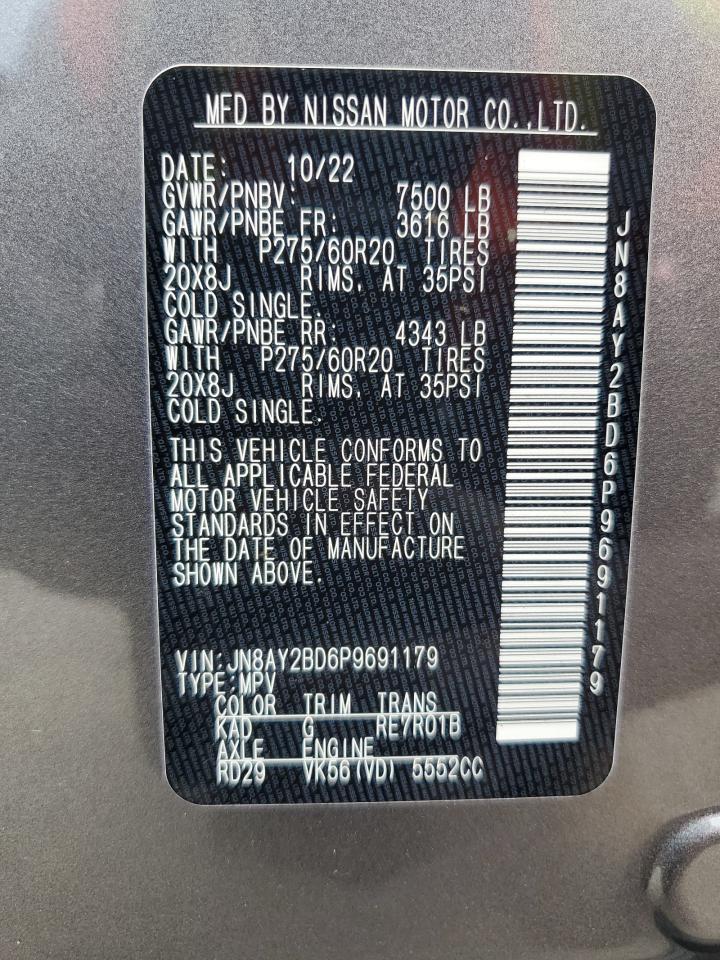 MFD BY NISSAN MOTOR CO.,LTD.
DATE: 10/22
GVWR/PNBV: 7500 LB
GAWR/PNBE FR: 3616 LB
WITH P275/60R20 TIRES
20X8J RIMS, AT 35PSI
COLD SINGLE.
GAWR/PNBE RR: 4343 LB
WITH P275/60R20 TIRES
20X8J RIMS, AT 35PSI
COLD SINGLE.
THIS VEHICLE CONFORMS TO
ALL APPLICABLE FEDERAL
MOTOR VEHICLE SAFETY
STANDARDS IN EFFECT ON
THE DATE OF MANUFACTURE
SHOWN ABOVE.
VIN:JN8AY2BD6P9691179
TYPE:MPV
COLOR TRIM TRANS
KAD G RE7R01B
AXLE ENGINE
RD29 VK56(VD) 5552CC
JN8AY2BD6P9691179